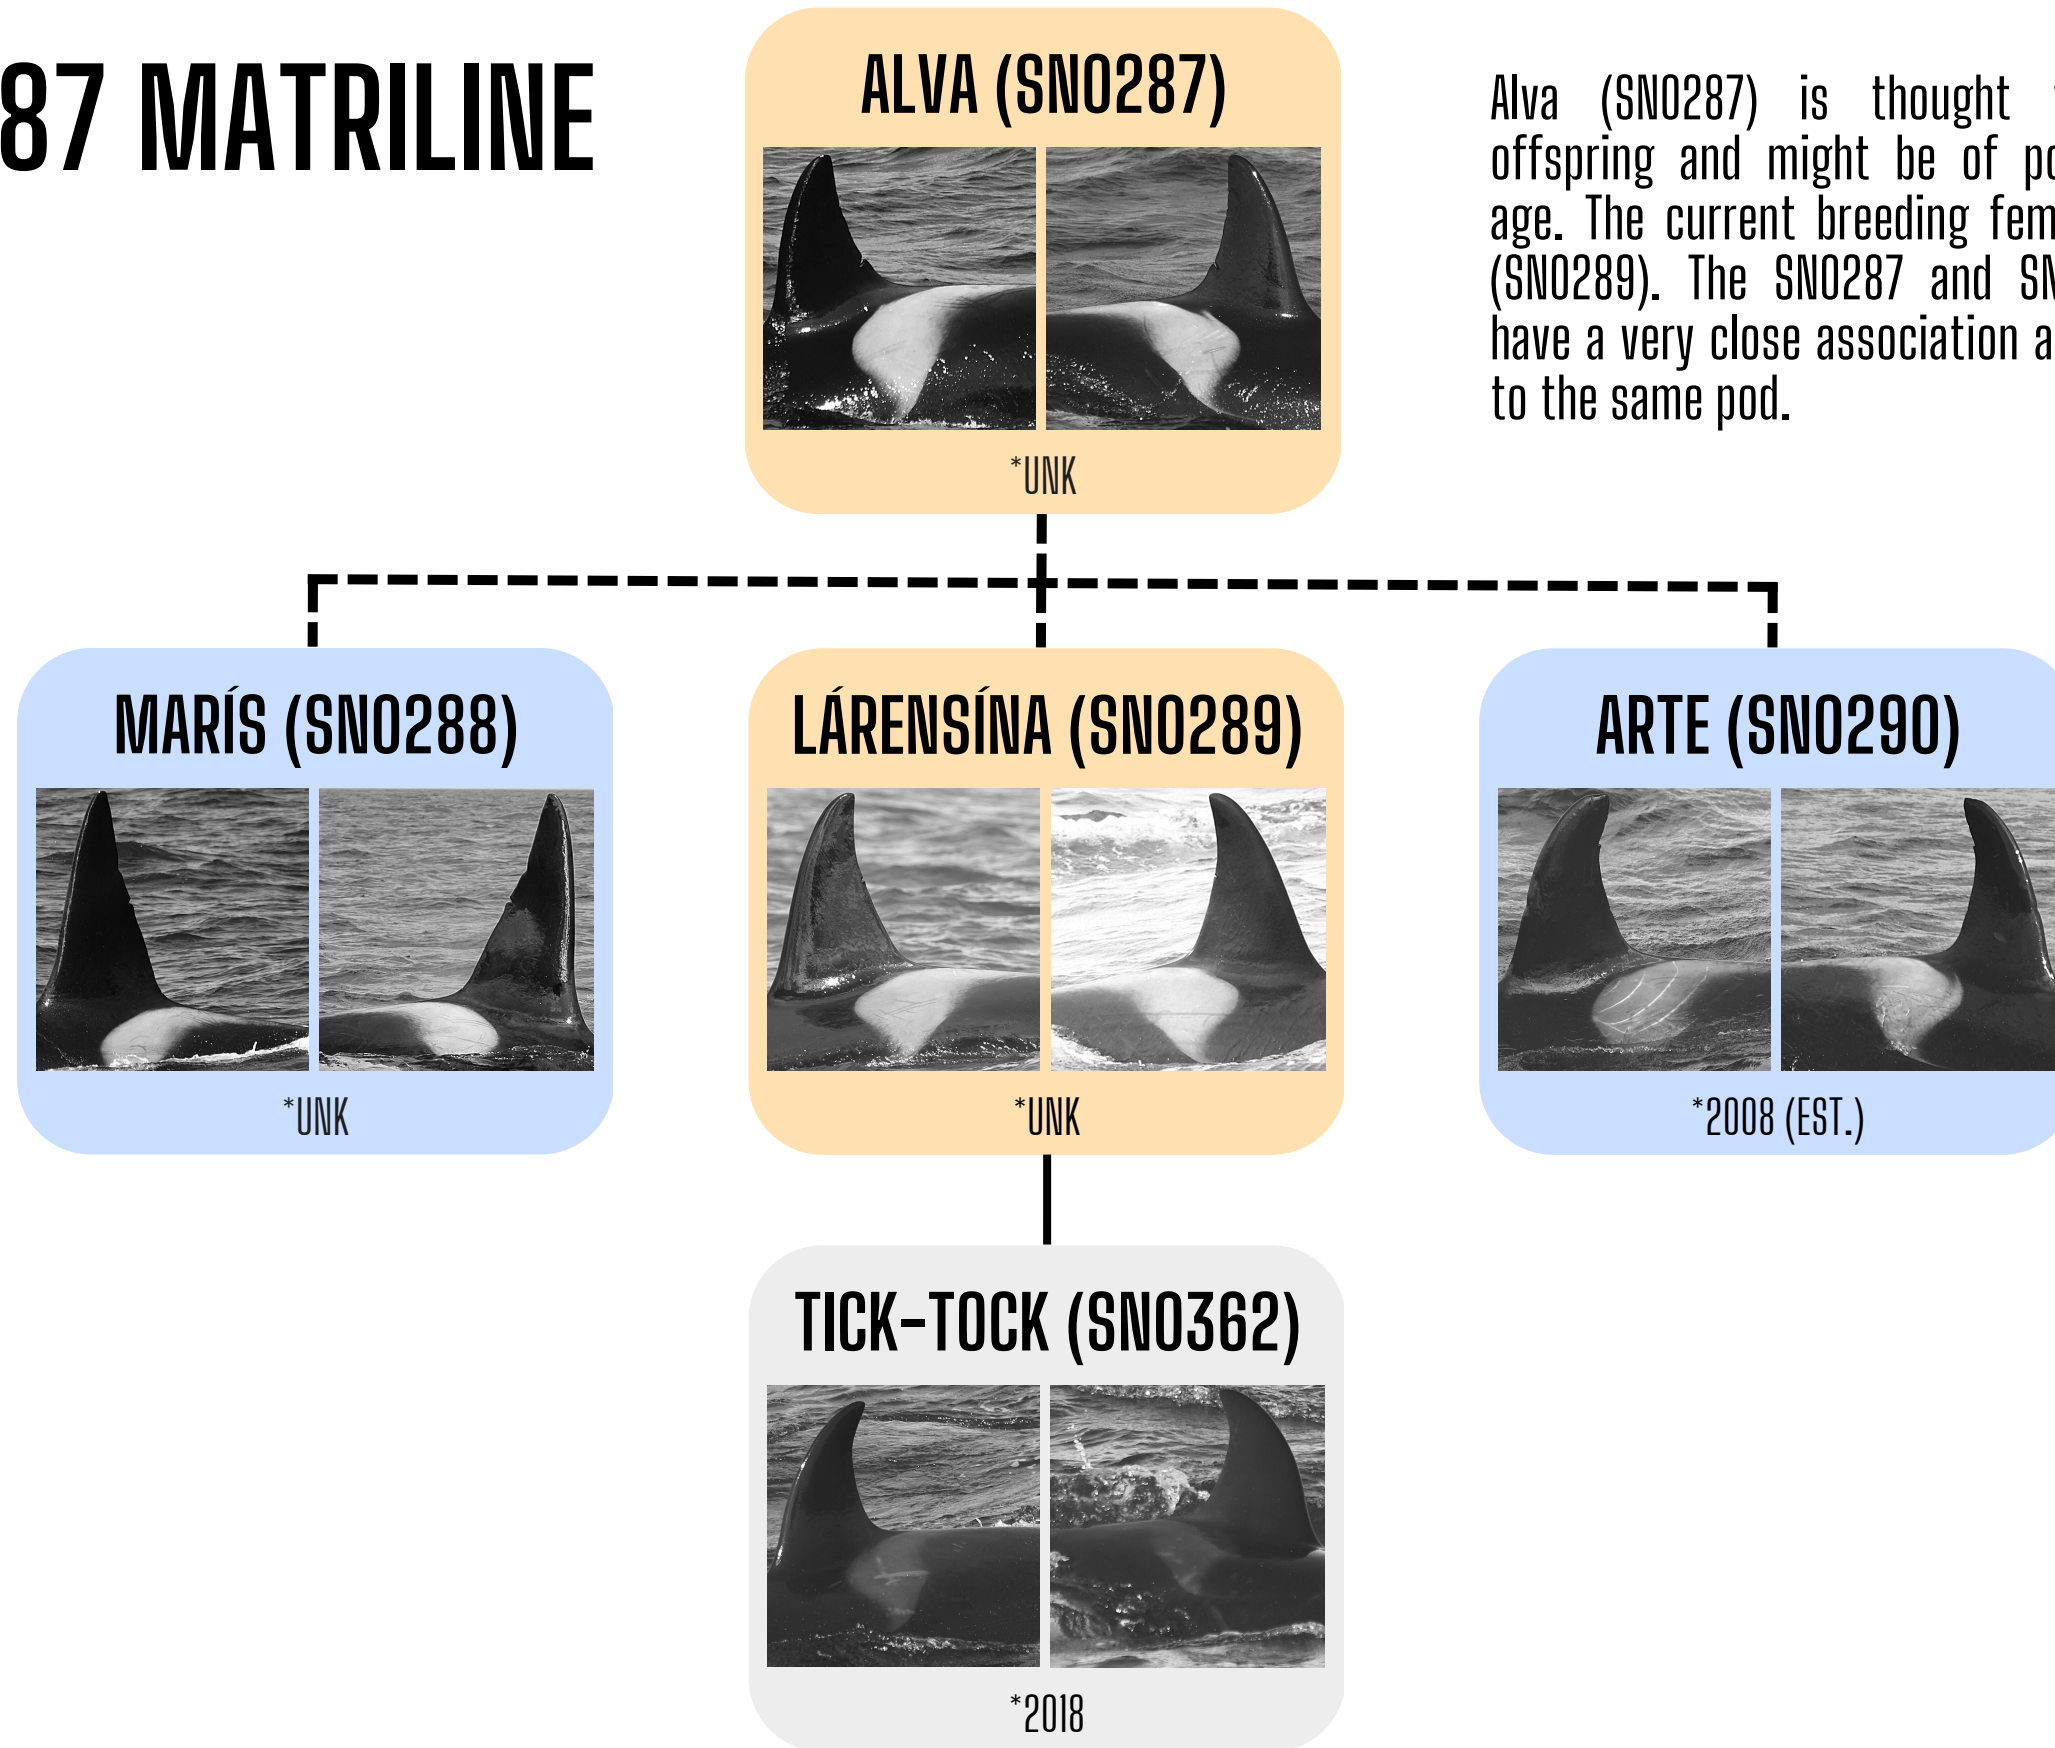 87 MATRILINE
ALVA (SN0287)
*UNK
Alva (SN0287) is thought
offspring and might be of
age. The current breeding
(SN0289). The SN0287 and
have a very close association
to the same pod.
MARÍS (SN0288)
*UNK
LÁRENSÍNA (SN0289)
*UNK
ARTE (SN0290)
*2008 (EST.)
TICK-TOCK (SN0362)
*2018